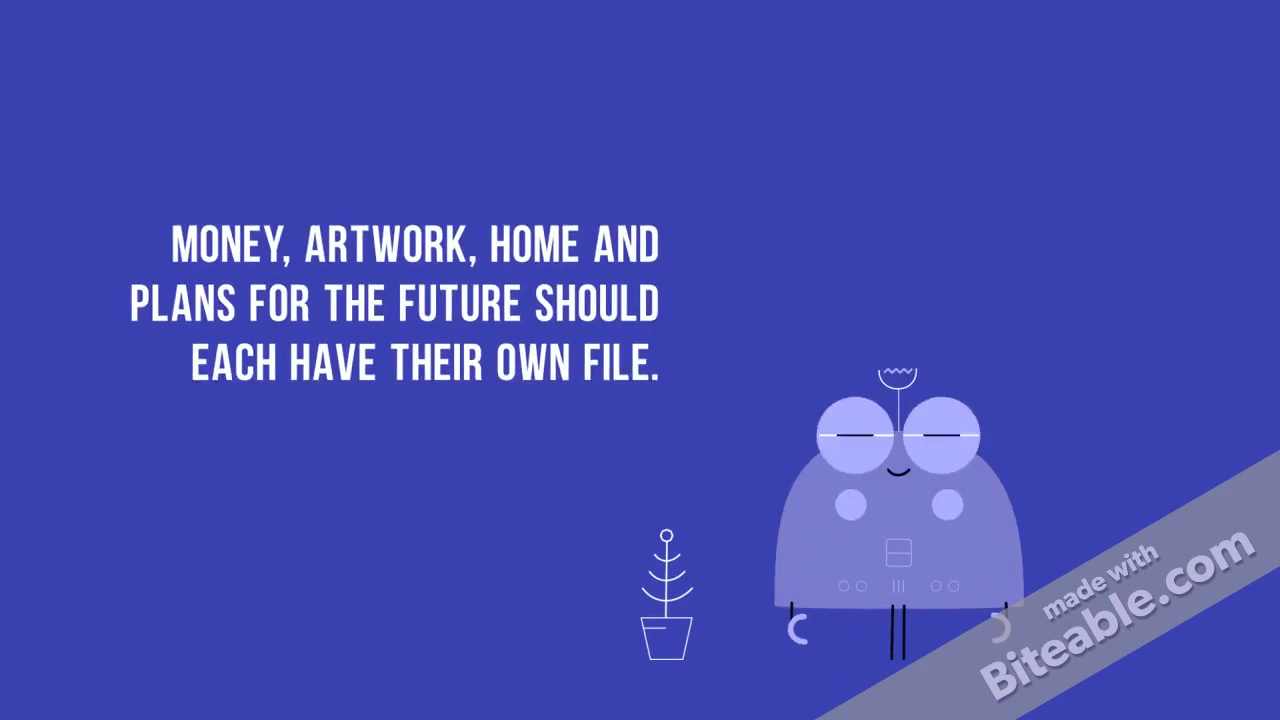 MONEY, ARTWORK, HOME AND
PLANS FOR THE FUTURE SHOULD
EACH HAVE THEIR OWN FILE.
made with
Biteable.com